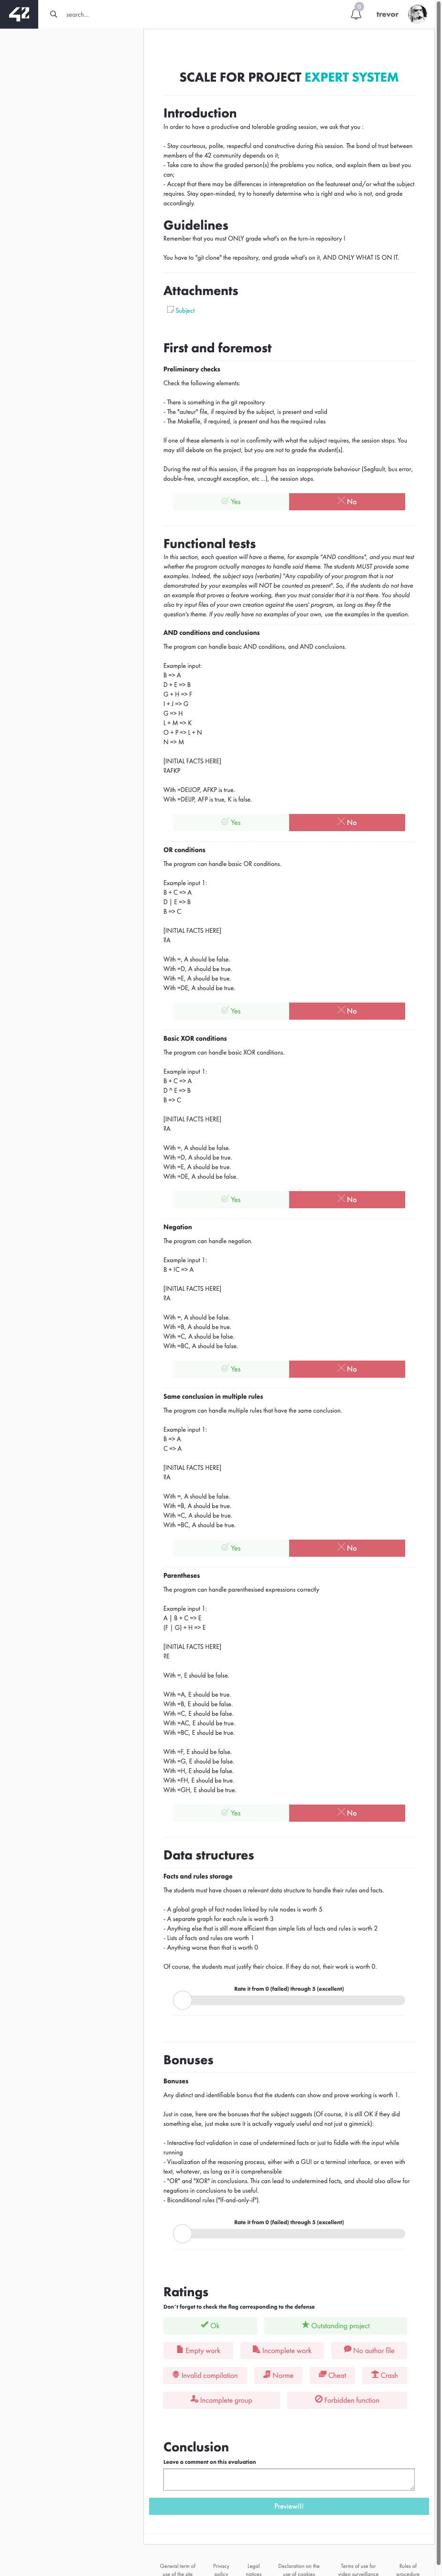 42 search... 0 trevor
SCALE FOR PROJECT EXPERT SYSTEM
Introduction
In order to have a productive and tolerable grading session, we ask that you :
- Stay courteous, polite, respectful and constructive during this session. The bond of trust between
members of the 42 community depends on it;
- Take care to show the graded person(s) the problems you notice, and explain them as best you
can;
- Accept that there may be differences in interpretation on the featureset and/or what the subject
requires. Stay open-minded, try to honestly determine who is right and who is not, and grade
accordingly.
Guidelines
Remember that you must ONLY grade what's on the turn-in repository !
You have to "git clone" the repository, and grade what's on it, AND ONLY WHAT IS ON IT.
Attachments
Subject
First and foremost
Preliminary checks
Check the following elements:
- There is something in the git repository
- The "auteur" file, if required by the subject, is present and valid
- The Makefile, if required, is present and has the required rules
If one of these elements is not in confirmity with what the subject requires, the session stops. You
may still debate on the project, but you are not to grade the student(s).
During the rest of this session, if the program has an inappropriate behaviour (Segfault, bus error,
double-free, uncaught exception, etc ...), the session stops.
Yes No
Functional tests
In this section, each question will have a theme, for example "AND conditions", and you must test
whether the program actually manages to handle said theme. The students MUST provide some
examples. Indeed, the subject says (verbatim) "Any capability of your program that is not
demonstrated by your examples will NOT be counted as present". So, if the students do not have
an example that proves a feature working, then you must consider that it is not there. You should
also try input files of your own creation against the users' program, as long as they fit the
question's theme. If you really have no examples of your own, use the examples in the question.
AND conditions and conclusions
The program can handle basic AND conditions, and AND conclusions.
Example input:
B => A
D + E => B
G + H => F
I + J => G
G => H
L + M => K
O + P => L + N
N => M
[INITIAL FACTS HERE]
?AFKP
With =DEIJOP, AFKP is true.
With =DEIJP, AFP is true, K is false.
Yes No
OR conditions
The program can handle basic OR conditions.
Example input 1:
B + C => A
D | E => B
B => C
[INITIAL FACTS HERE]
?A
With =, A should be false.
With =D, A should be true.
With =E, A should be true.
With =DE, A should be true.
Yes No
Basic XOR conditions
The program can handle basic XOR conditions.
Example input 1:
B + C => A
D ^ E => B
B => C
[INITIAL FACTS HERE]
?A
With =, A should be false.
With =D, A should be true.
With =E, A should be true.
With =DE, A should be false.
Yes No
Negation
The program can handle negation.
Example input 1:
B + !C => A
[INITIAL FACTS HERE]
?A
With =, A should be false.
With =B, A should be true.
With =C, A should be false.
With =BC, A should be false.
Yes No
Same conclusion in multiple rules
The program can handle multiple rules that have the same conclusion.
Example input 1:
B => A
C => A
[INITIAL FACTS HERE]
?A
With =, A should be false.
With =B, A should be true.
With =C, A should be true.
With =BC, A should be true.
Yes No
Parentheses
The program can handle parenthesised expressions correctly
Example input 1:
A | B + C => E
(F | G) + H => E
[INITIAL FACTS HERE]
?E
With =, E should be false.
With =A, E should be true.
With =B, E should be false.
With =C, E should be false.
With =AC, E should be true.
With =BC, E should be true.
With =F, E should be false.
With =G, E should be false.
With =H, E should be false.
With =FH, E should be true.
With =GH, E should be true.
Yes No
Data structures
Facts and rules storage
The students must have chosen a relevant data structure to handle their rules and facts.
- A global graph of fact nodes linked by rule nodes is worth 5
- A separate graph for each rule is worth 3
- Anything else that is still more efficient than simple lists of facts and rules is worth 2
- Lists of facts and rules are worth 1
- Anything worse than that is worth 0
Of course, the students must justify their choice. If they do not, their work is worth 0.
Rate it from 0 (failed) through 5 (excellent)
Bonuses
Bonuses
Any distinct and identifiable bonus that the students can show and prove working is worth 1.
Just in case, here are the bonuses that the subject suggests (Of course, it is still OK if they did
something else, just make sure it is actually vaguely useful and not just a gimmick):
- Interactive fact validation in case of undetermined facts or just to fiddle with the input while
running
- Visualization of the reasoning process, either with a GUI or a terminal interface, or even with
text, whatever, as long as it is comprehensible
- "OR" and "XOR" in conclusions. This can lead to undetermined facts, and should also allow for
negations in conclusions to be useful.
- Biconditional rules ("If-and-only-if").
Rate it from 0 (failed) through 5 (excellent)
Ratings
Don't forget to check the flag corresponding to the defense
Ok Outstanding project
Empty work Incomplete work No author file
Invalid compilation Norme Cheat Crash
Incomplete group Forbidden function
Conclusion
Leave a comment on this evaluation
Preview!!!
General term of Privacy Legal Declaration on the Terms of use for Rules of
use of the site policy notices use of cookies video surveillance procedure